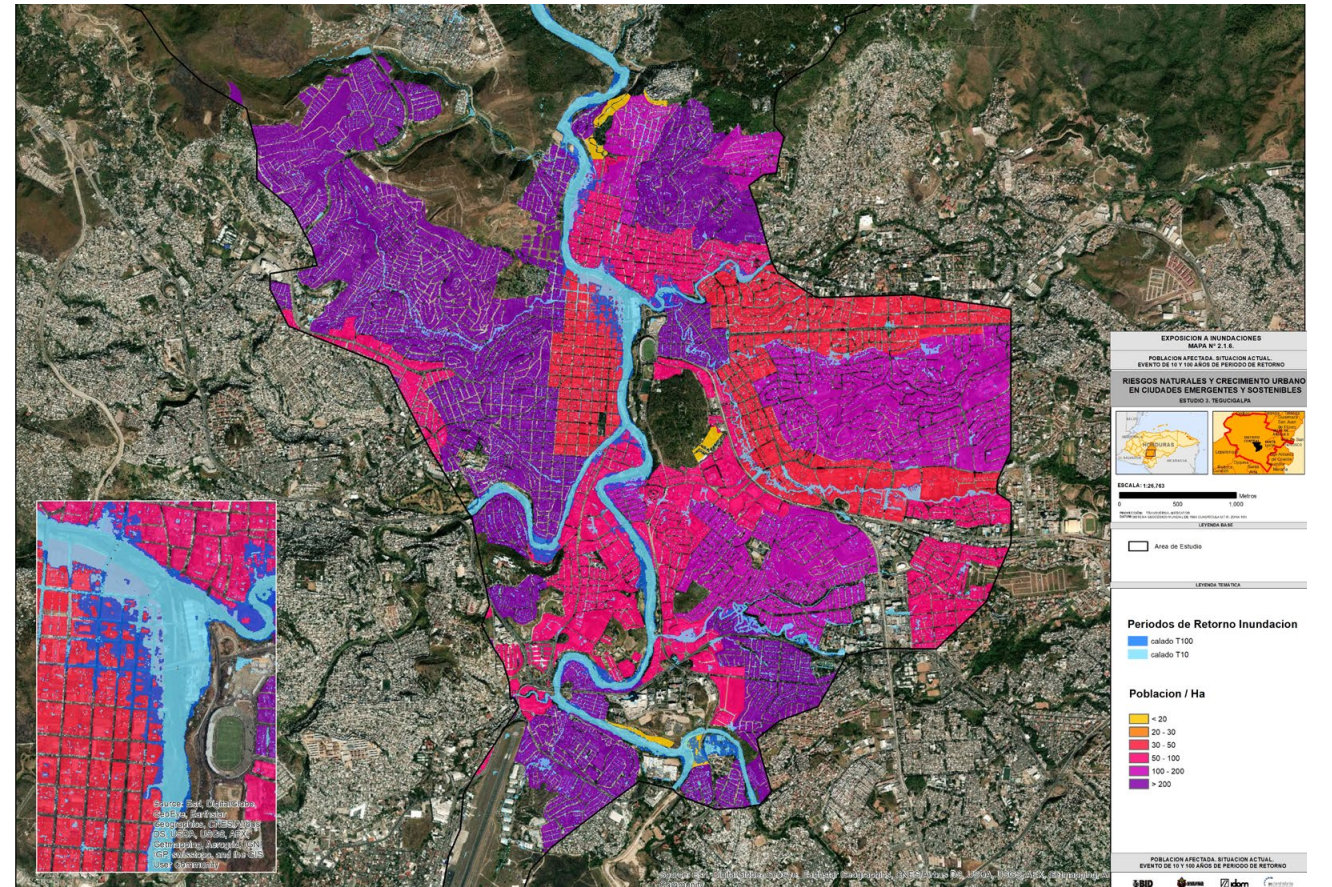 EXPOSICION A INUNDACIONES
MAPA Nº 2.1.6.
POBLACION AFECTADA. SITUACION ACTUAL.
EVENTO DE 10 Y 100 AÑOS DE PERIODO DE RETORNO
RIESGOS NATURALES Y CRECIMIENTO URBANO
EN CIUDADES EMERGENTES Y SOSTENIBLES
ESTUDIO 3. TEGUCIGALPA
HONDURAS
ESCALA: 1:26,763
Metros
0 500 1.000
LEYENDA BASE
Area de Estudio
LEYENDA TEMÁTICA
Periodos de Retorno Inundacion
calado T100
calado T10
Poblacion / Ha
< 20
20 - 30
30 - 50
50 - 100
100 - 200
> 200
POBLACION AFECTADA. SITUACION ACTUAL.
EVENTO DE 10 Y 100 AÑOS DE PERIODO DE RETORNO
BID
idom
Source: Esri, DigitalGlobe,
GeoEye, Earthstar
Geographics, CNES/Airbus
DS, USDA, USGS, AEX,
Getmapping, Aerogrid, IGN,
IGP, swisstopo, and the GIS
User Community